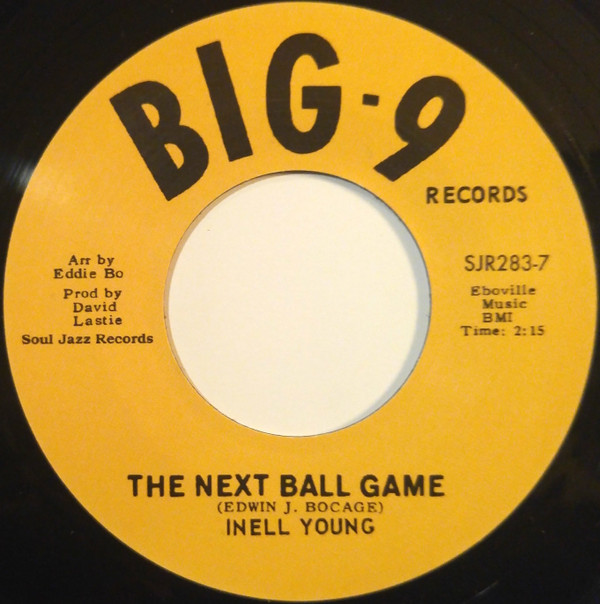 BIG-9
RECORDS
Arr by
Eddie Bo
Prod by
David
Lastie
Soul Jazz Records
SJR283-7
Eboville
Music
BMI
Time: 2:15
THE NEXT BALL GAME
(EDWIN J. BOCAGE)
INELL YOUNG